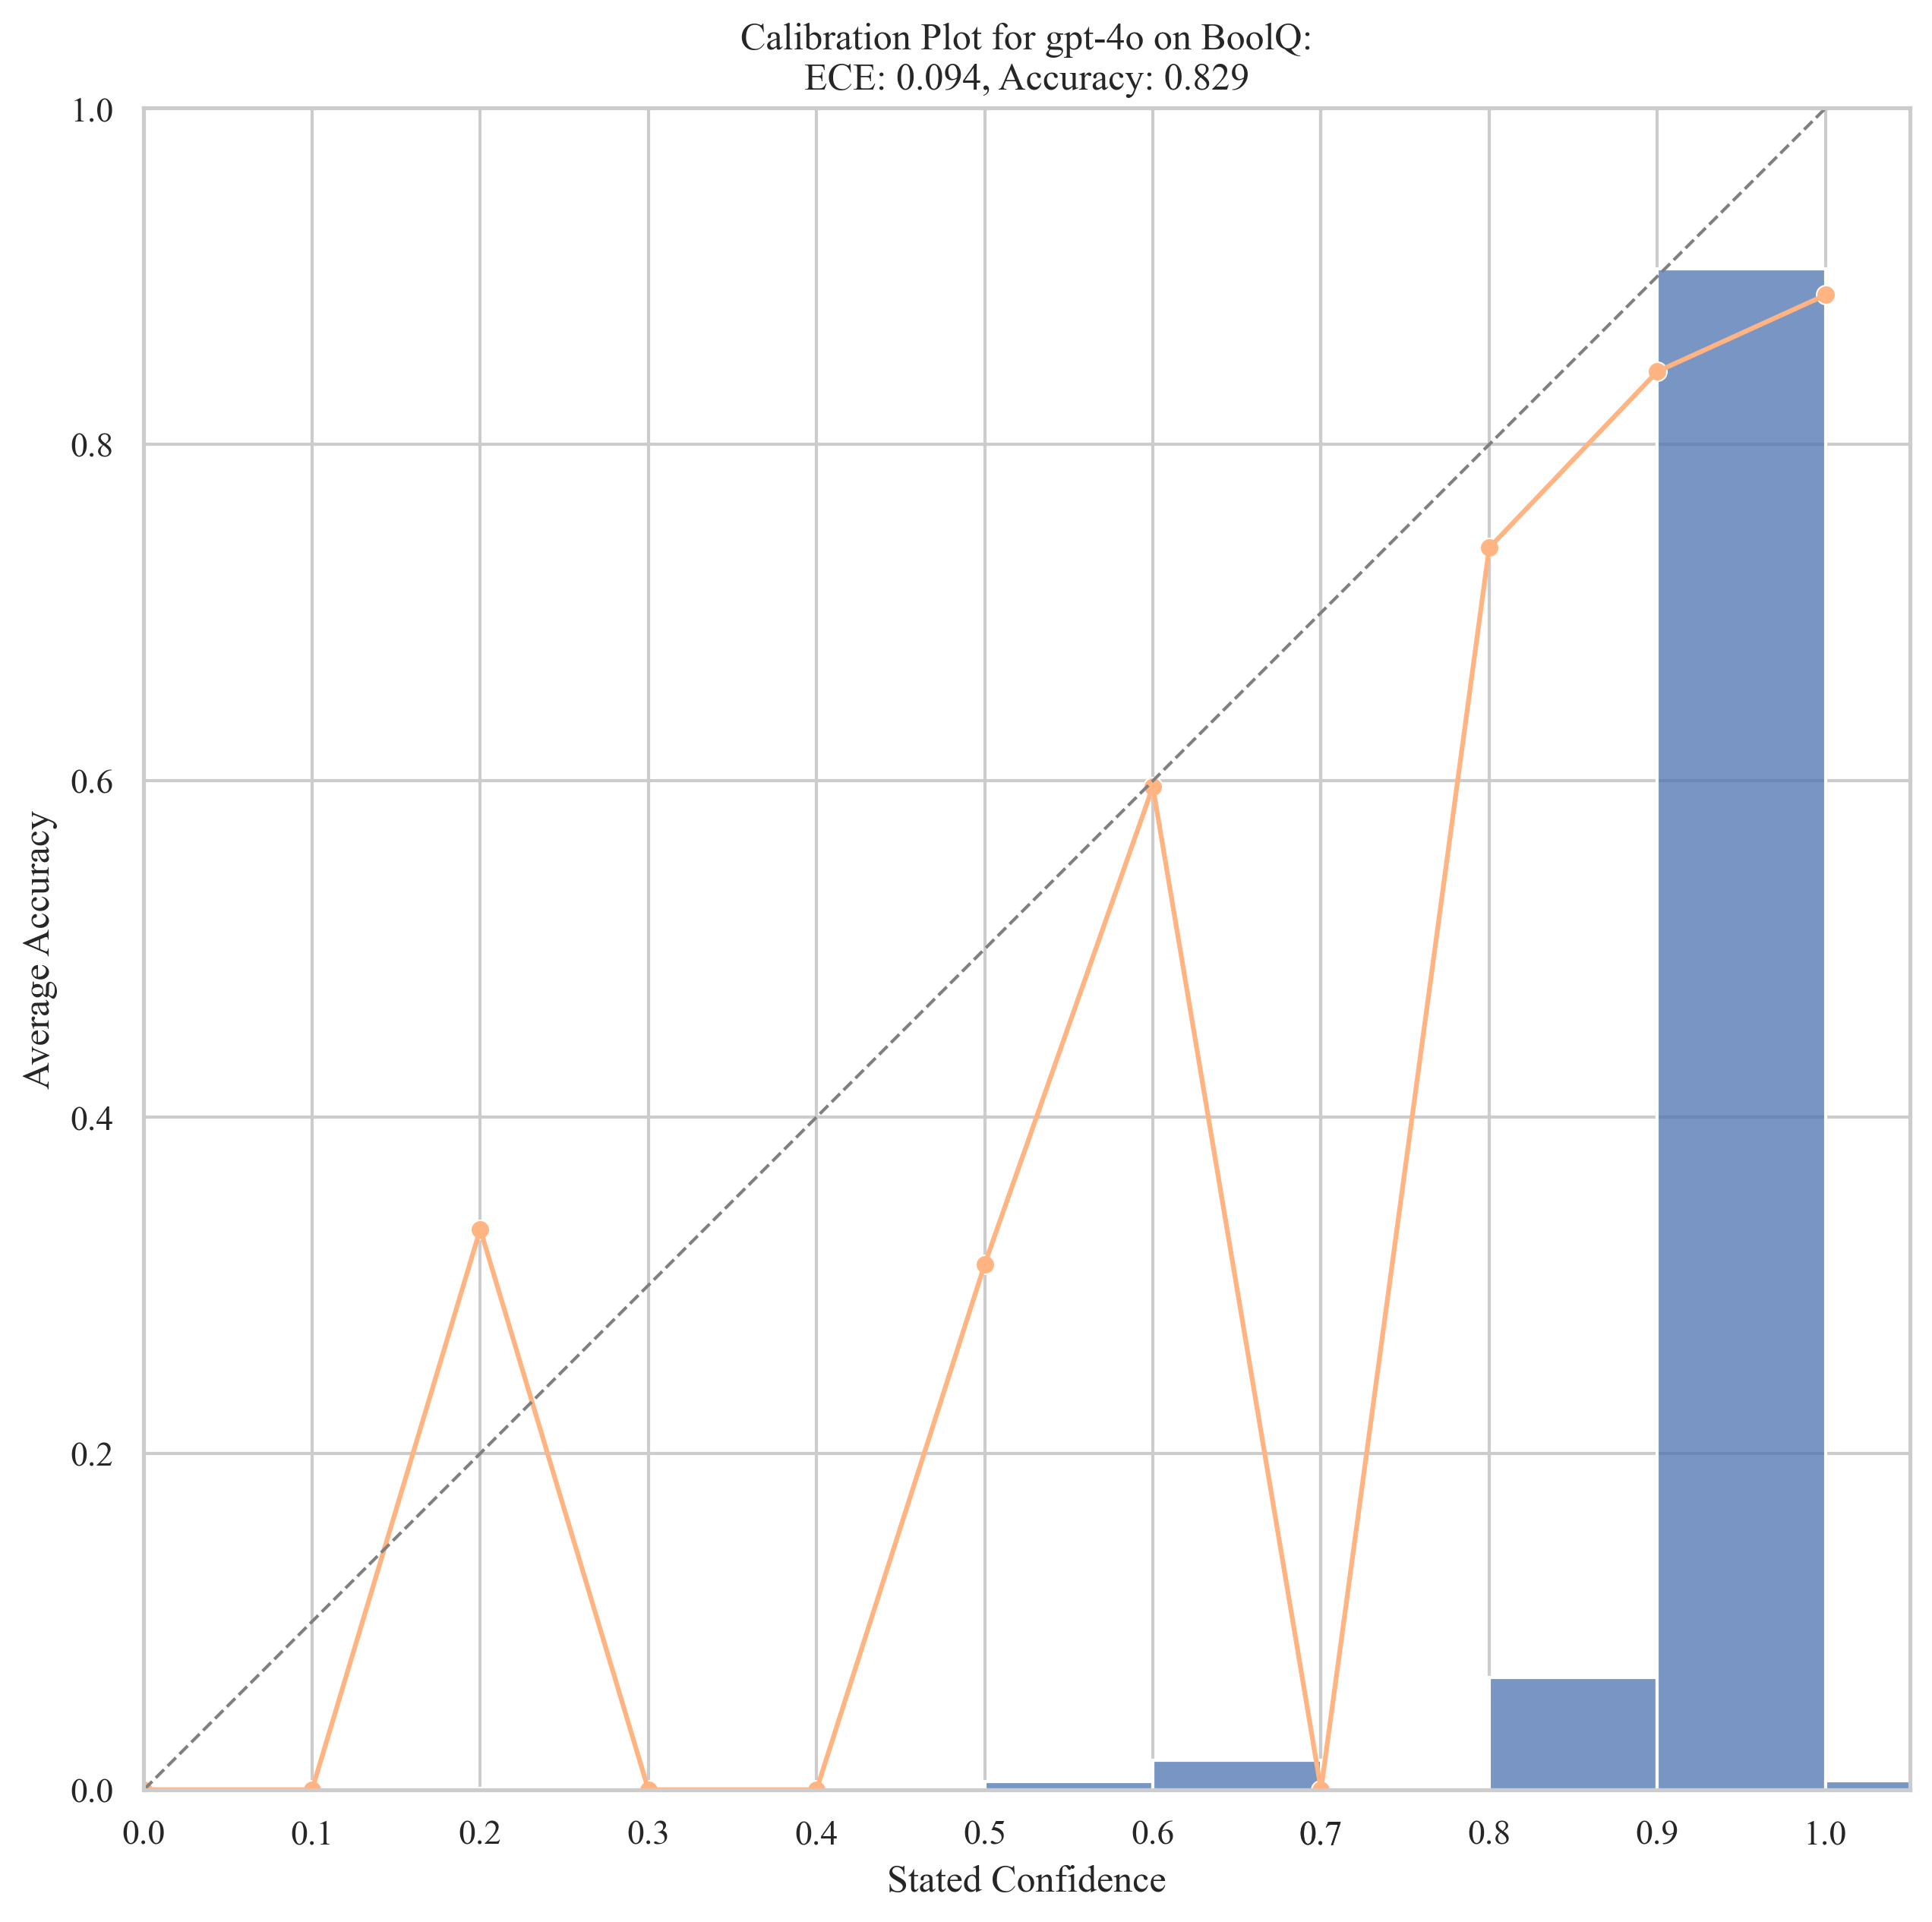 Calibration Plot for gpt-4o on BoolQ:
ECE: 0.094, Accuracy: 0.829
1.0
0.8
0.6
0.4
0.2
0.0
Average Accuracy
0.0 0.1 0.2 0.3 0.4 0.5 0.6 0.7 0.8 0.9 1.0
Stated Confidence